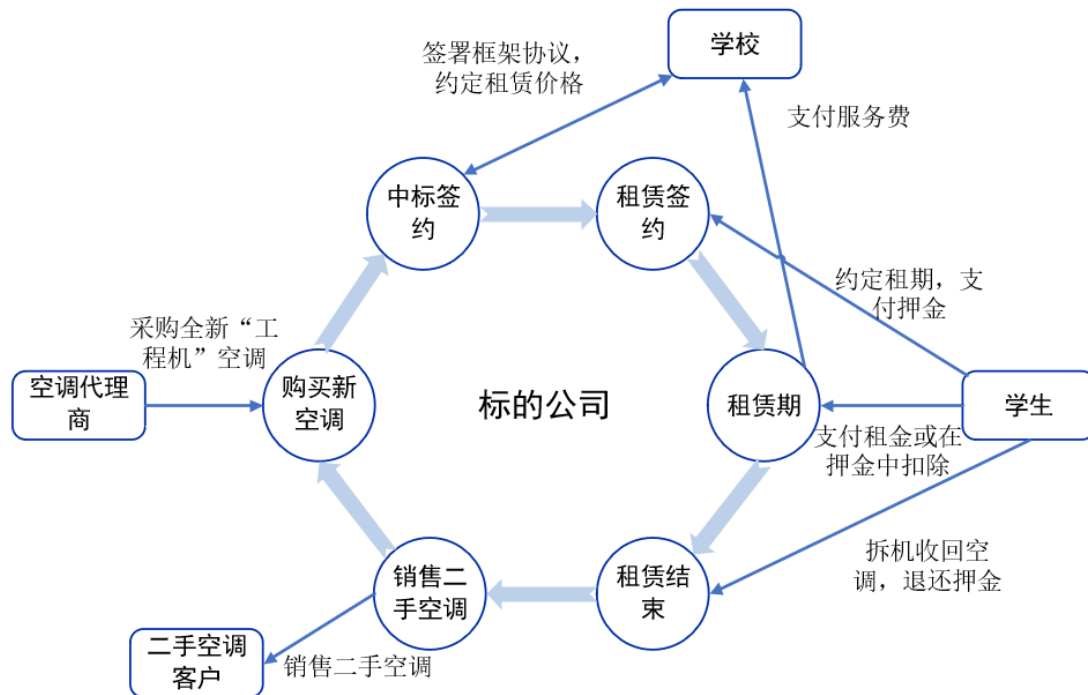 签署框架协议，
约定租赁价格
学校
支付服务费
中标签
约
租赁签
约
约定租期，支
付押金
采购全新“工
程机”空调
空调代理
商
购买新
空调
标的公司
租赁期
学生
支付租金或在
押金中扣除
拆机收回空
调，退还押金
销售二
手空调
租赁结
束
二手空调
客户
销售二手空调